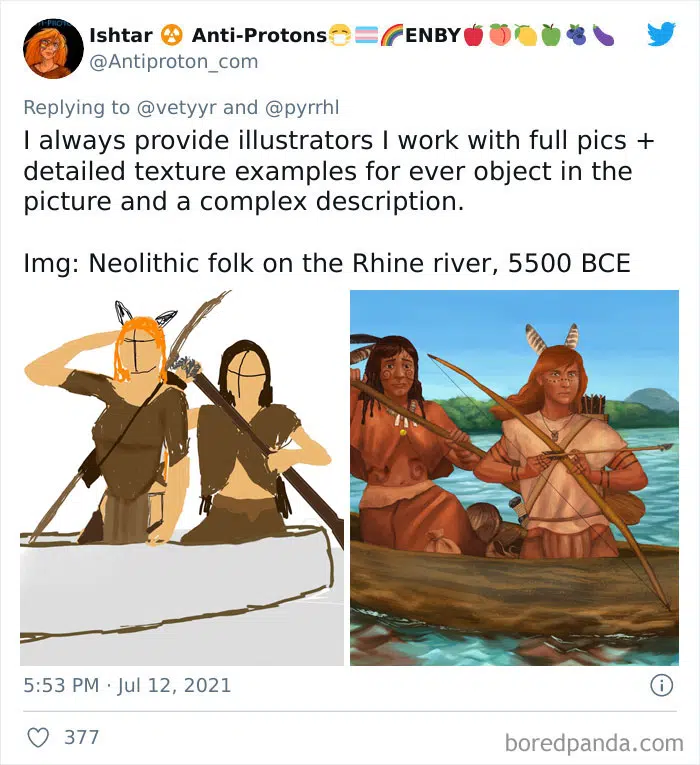 Ishtar ☢ Anti-Protons😷🏳️‍⚧️🌈ENBY🍎🍑🍋🍏🫐🍆
@Antiproton_com
Replying to @vetyyr and @pyrrhl
I always provide illustrators I work with full pics +
detailed texture examples for ever object in the
picture and a complex description.
Img: Neolithic folk on the Rhine river, 5500 BCE
5:53 PM · Jul 12, 2021
377
boredpanda.com